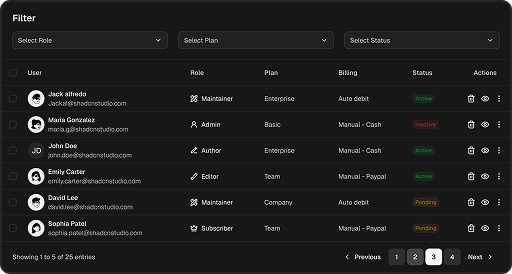 Filter
Select Role Select Plan Select Status
User Role Plan Billing Status Actions
Jack alfredo
Jackal@shadcnstudio.com
Maintainer Enterprise Auto debit Active
Maria Gonzalez
maria.g@shadcnstudio.com
Admin Basic Manual - Cash Inactive
JD
John Doe
john.doe@shadcnstudio.com
Author Enterprise Manual - Cash Active
Emily Carter
emily.carter@shadcnstudio.com
Editor Team Manual - Paypal Active
David Lee
david.lee@shadcnstudio.com
Maintainer Company Auto debit Pending
Sophia Patel
sophia.patel@shadcnstudio.com
Subscriber Team Manual - Paypal Pending
Showing 1 to 5 of 25 entries Previous 1 2 3 4 Next